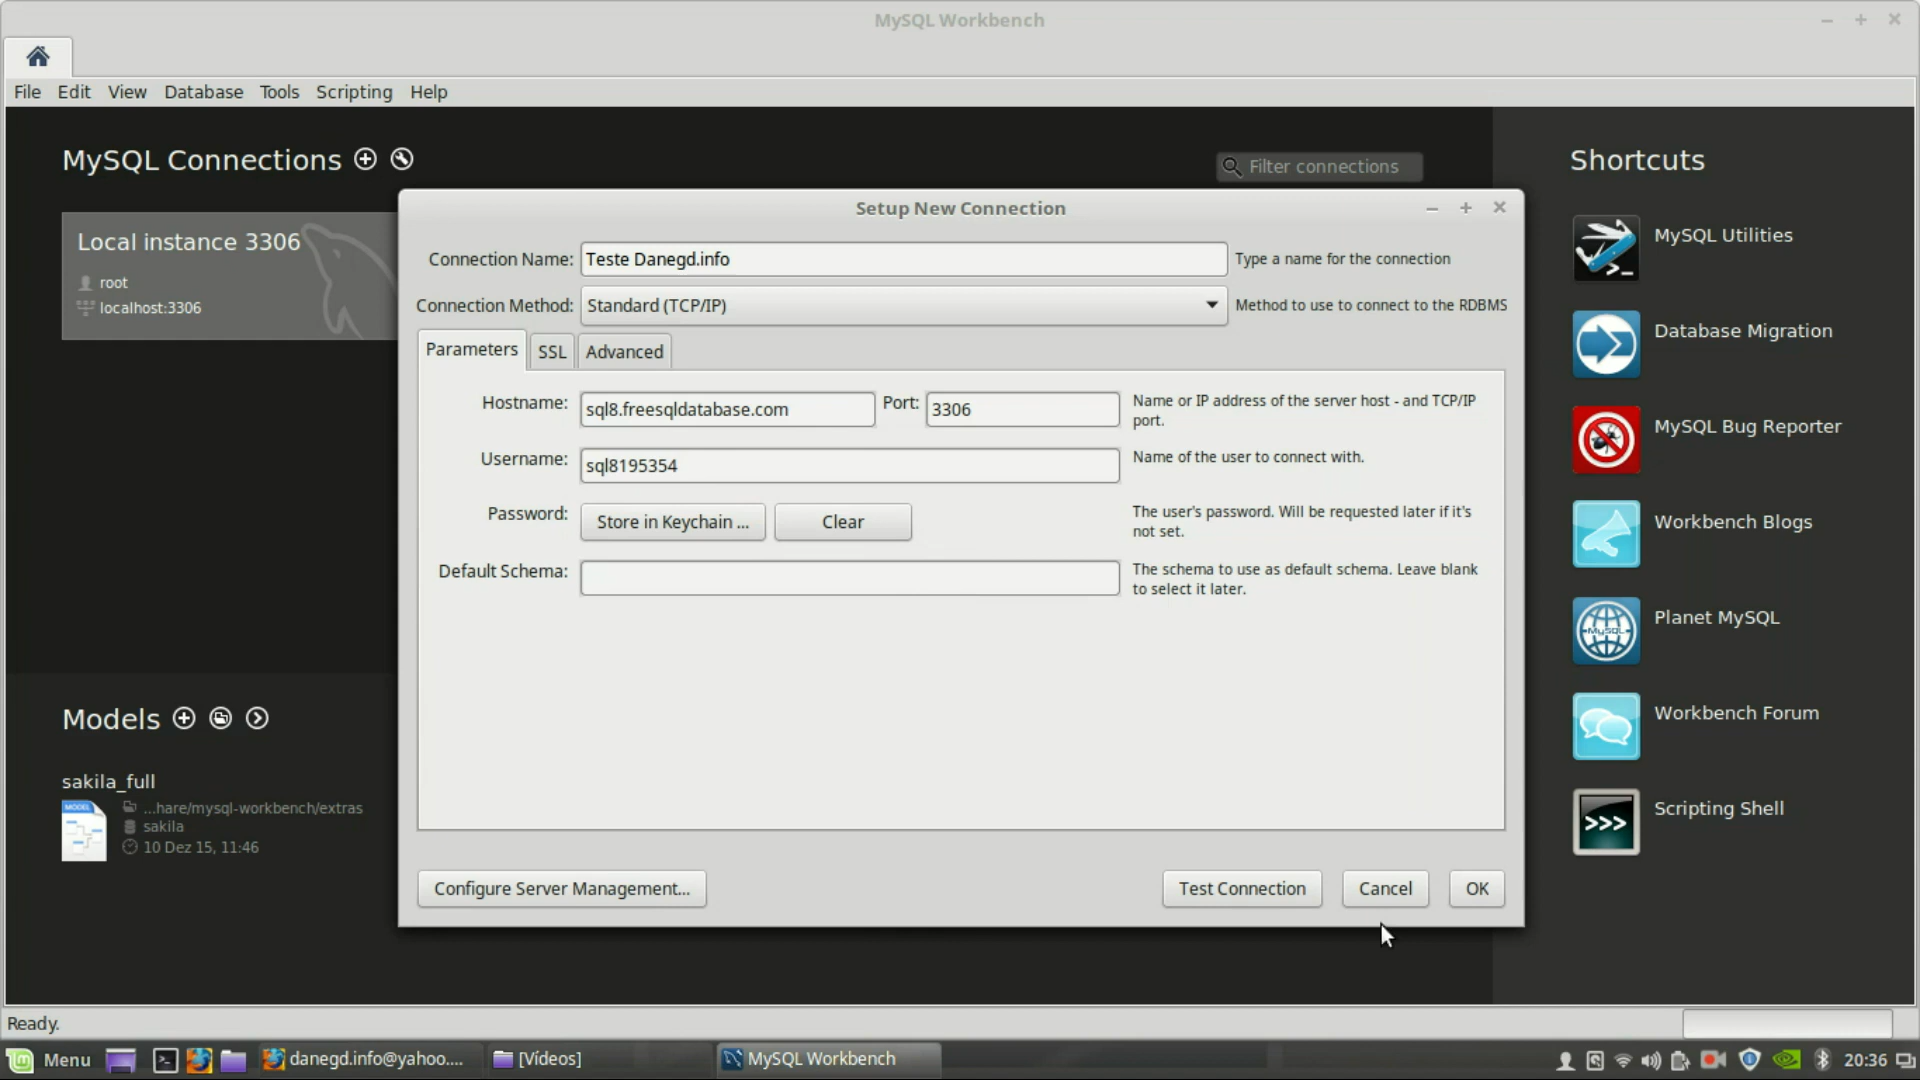 MySQL Workbench
File Edit View Database Tools Scripting Help
MySQL Connections
Filter connections
Shortcuts
Local instance 3306
root
localhost:3306
Setup New Connection
Connection Name: Teste Danegd.info Type a name for the connection
Connection Method: Standard (TCP/IP) Method to use to connect to the RDBMS
Parameters SSL Advanced
Hostname: sql8.freesqldatabase.com Port: 3306 Name or IP address of the server host - and TCP/IP
port.
Username: sql8195354 Name of the user to connect with.
Password: Store in Keychain ... Clear The user's password. Will be requested later if it's
not set.
Default Schema: The schema to use as default schema. Leave blank
to select it later.
Configure Server Management... Test Connection Cancel OK
MySQL Utilities
Database Migration
MySQL Bug Reporter
Workbench Blogs
Planet MySQL
MySQL
Workbench Forum
Scripting Shell
>_
>>>
Models
sakila_full
MODEL
...hare/mysql-workbench/extras
sakila
10 Dez 15, 11:46
Ready.
Menu danegd.info@yahoo.... [Vídeos] MySQL Workbench 20:36